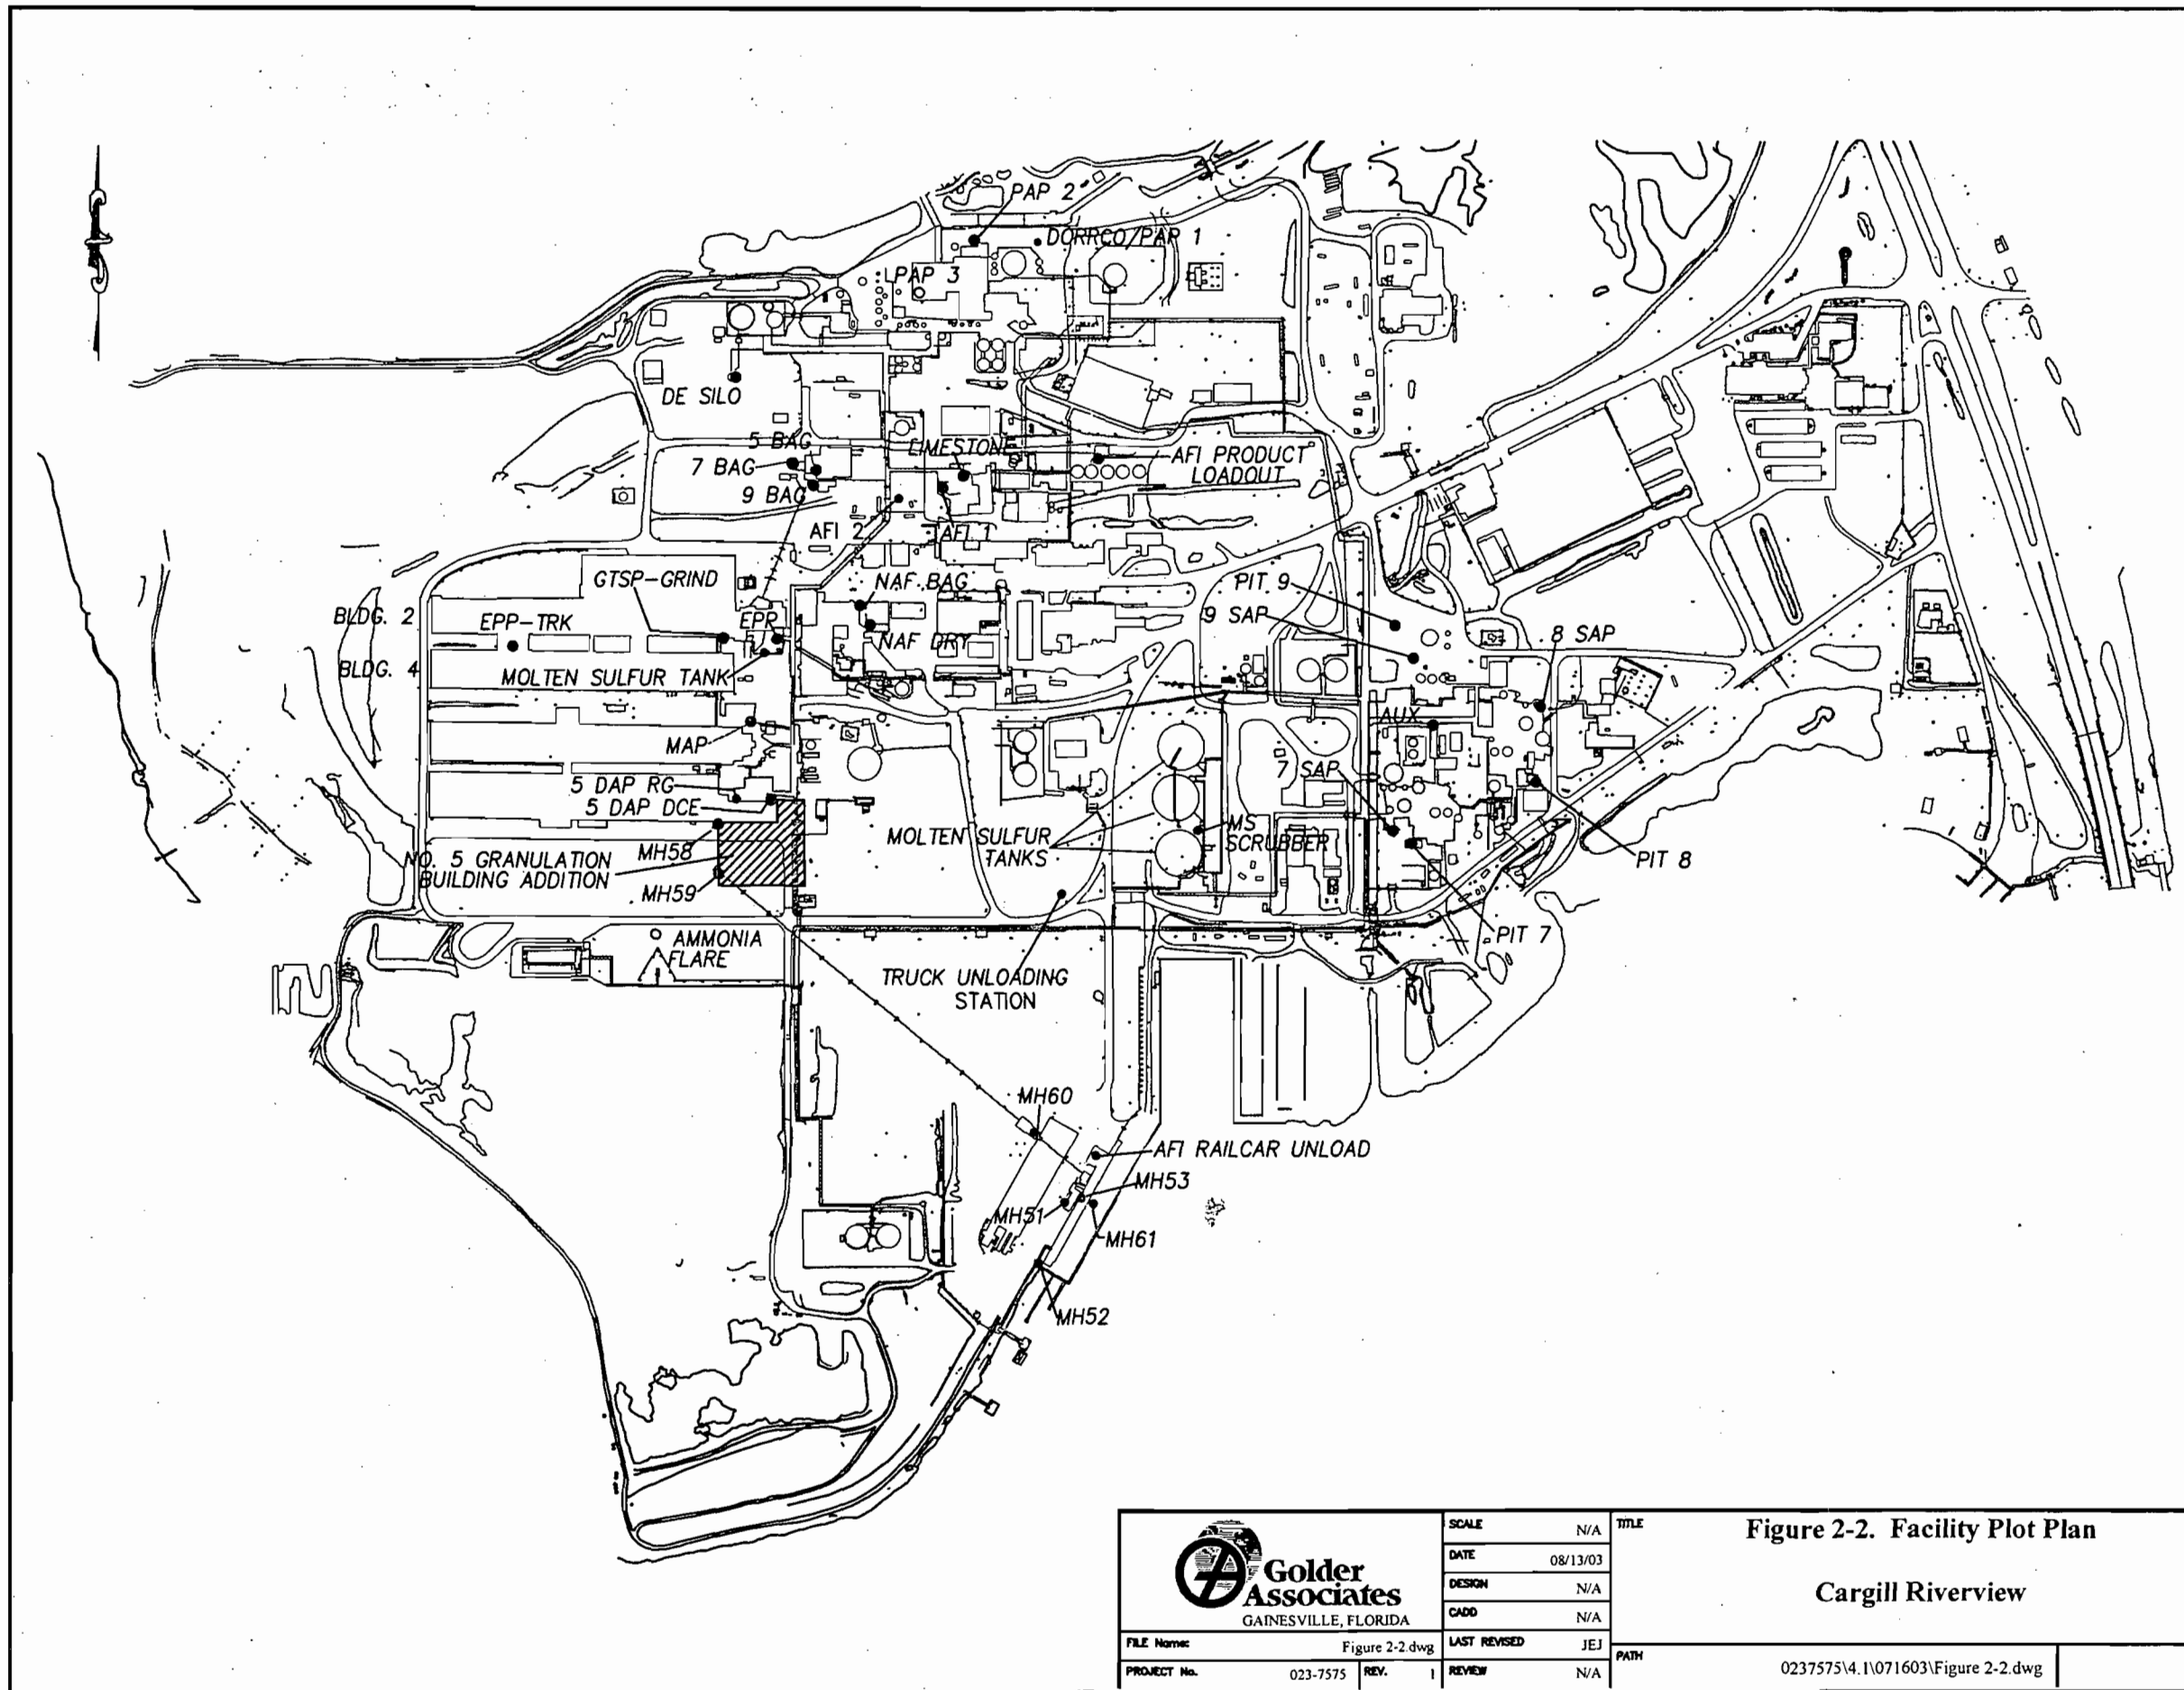 PAP 2
DORRCO/PAP 1
PAP 3
DE SILO
5 BAG
LIMESTONE
7 BAG
AFI PRODUCT
LOADOUT
9 BAG
AFI 2
AFI 1
GTSP-GRIND
NAF BAG
PIT 9
BLDG. 2
EPP-TRK
EPP
9 SAP
8 SAP
NAF DRY
BLDG. 4
MOLTEN SULFUR TANK
AUX
MAP
7 SAP
5 DAP RG
5 DAP DCE
MOLTEN SULFUR
TANKS
MS
SCRUBBER
NO. 5 GRANULATION
BUILDING ADDITION
MH58
MH59
PIT 8
PIT 7
AMMONIA
FLARE
TRUCK UNLOADING
STATION
MH60
AFI RAILCAR UNLOAD
MH53
MH51
MH61
MH52
Golder
Associates
GAINESVILLE, FLORIDA
SCALE N/A
DATE 08/13/03
DESIGN N/A
CADD N/A
FILE Name: Figure 2-2.dwg
LAST REVISED JEJ
PROJECT No. 023-7575 REV. 1
REVIEW N/A
TITLE
Figure 2-2. Facility Plot Plan
Cargill Riverview
PATH
0237575\4.1\071603\Figure 2-2.dwg